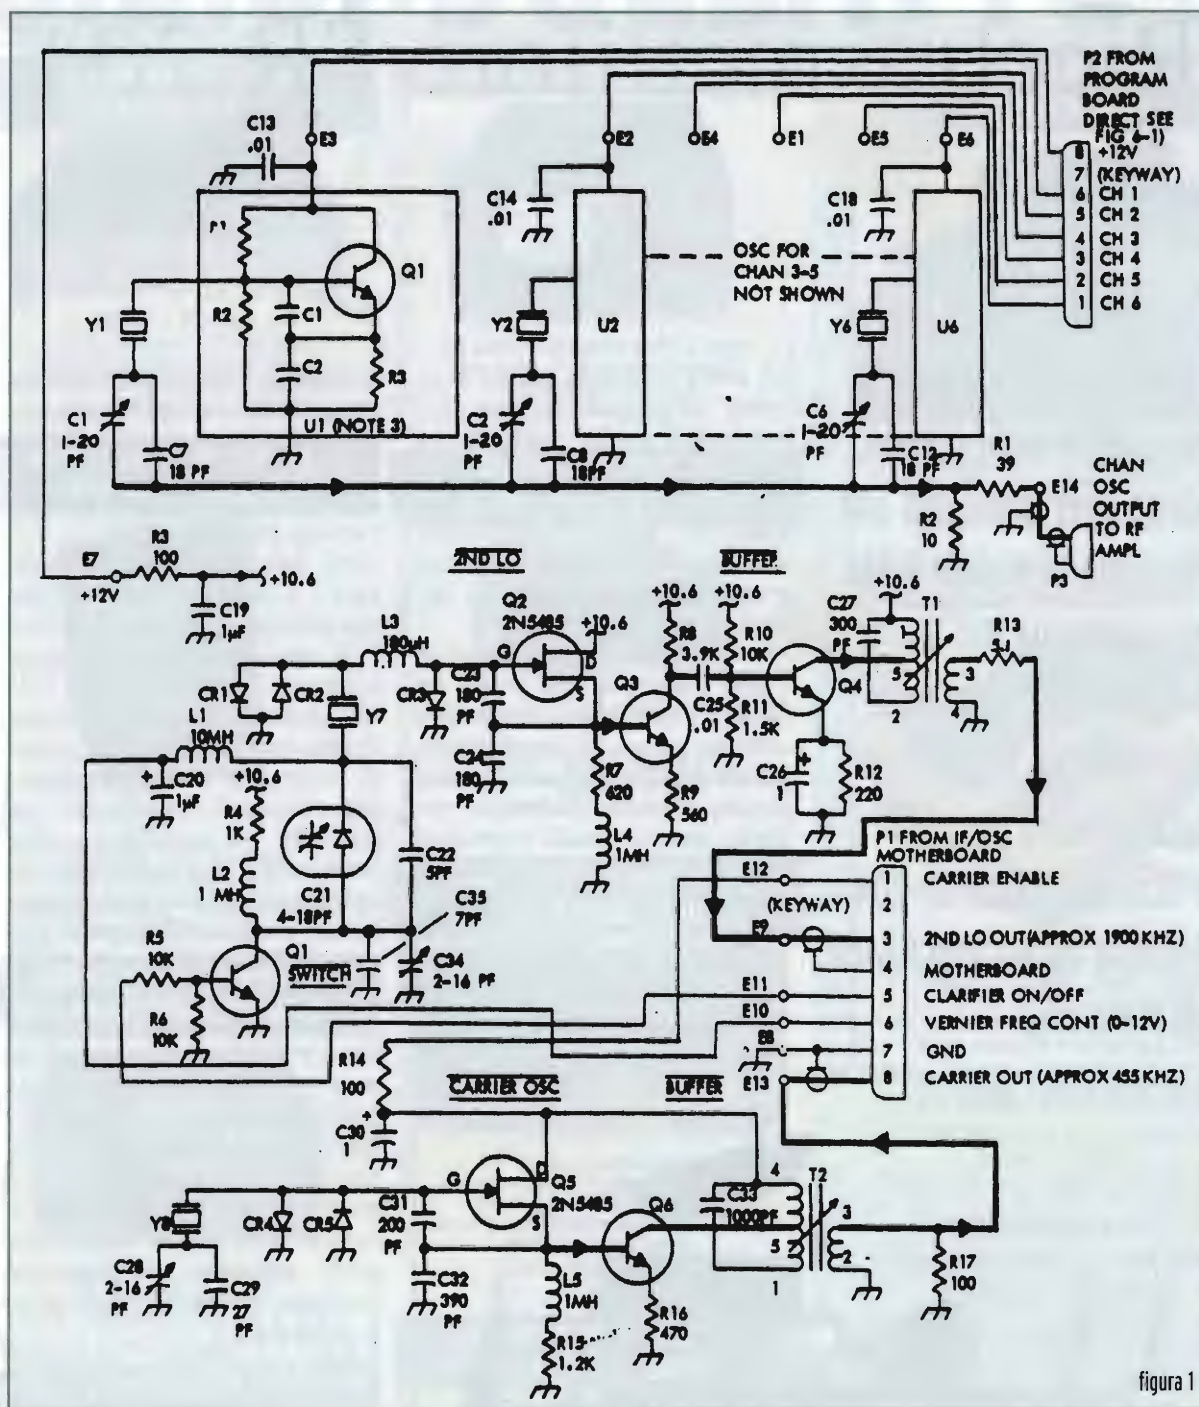 P2 FROM
PROGRAM
BOARD
DIRECT SEE
FIG 6-1)
8 +12V
7 (KEYWAY)
6 CH 1
5 CH 2
4 CH 3
3 CH 4
2 CH 5
1 CH 6
C13
.01
E3
E2
E4
E1
E5
E6
C14
.01
C18
.01
Q1
R2
C1
C2
R3
Y1
U1 (NOTE 3)
C1
1-20
PF
18 PF
Y2
U2
OSC FOR
CHAN 3-5
NOT SHOWN
Y6
U6
C2
1-20
PF
C8
18PF
C6
1-20
PF
C12
18 PF
R1
39
R2
10
E14
CHAN
OSC
OUTPUT
TO RF
AMPL
P3
E7
+12V
R3
100
+10.6
C19
1µF
2ND LO
BUFFER
L3
180µH
Q2
2N5485
+10.6
G
D
S
CR1
CR2
Y7
CR3
C23
180
PF
C24
180
PF
Q3
+10.6
+10.6
R8
3.9K
R10
10K
C25
.01
R11
1.5K
R7
620
L4
1MH
R9
560
Q4
C27
300
PF
+10.6
T1
1
5
2
3
4
R13
C26
1
R12
220
L1
10MH
C20
1µF
+10.6
R4
1K
L2
1 MH
C21
4-18PF
C22
5PF
C35
7PF
C34
2-16 PF
R5
10K
R6
10K
Q1
SWITCH
P1 FROM IF/OSC
MOTHERBOARD
E12 1 CARRIER ENABLE
(KEYWAY) 2
E9 3 2ND LO OUT(APPROX 1900 KHZ)
4 MOTHERBOARD
E11 5 CLARIFIER ON/OFF
E10 6 VERNIER FREQ CONT (0-12V)
E8 7 GND
E13 8 CARRIER OUT (APPROX 455 KHZ)
R14
100
C30
1
CARRIER OSC
BUFFER
G
D
S
Q5
2N5485
Y8
CR4
CR5
C28
2-16
PF
C29
27
PF
C31
200
PF
C32
390
PF
L5
1MH
R15
1.2K
Q6
R16
470
C33
1000PF
T2
4
5
1
3
2
R17
100
figura 1